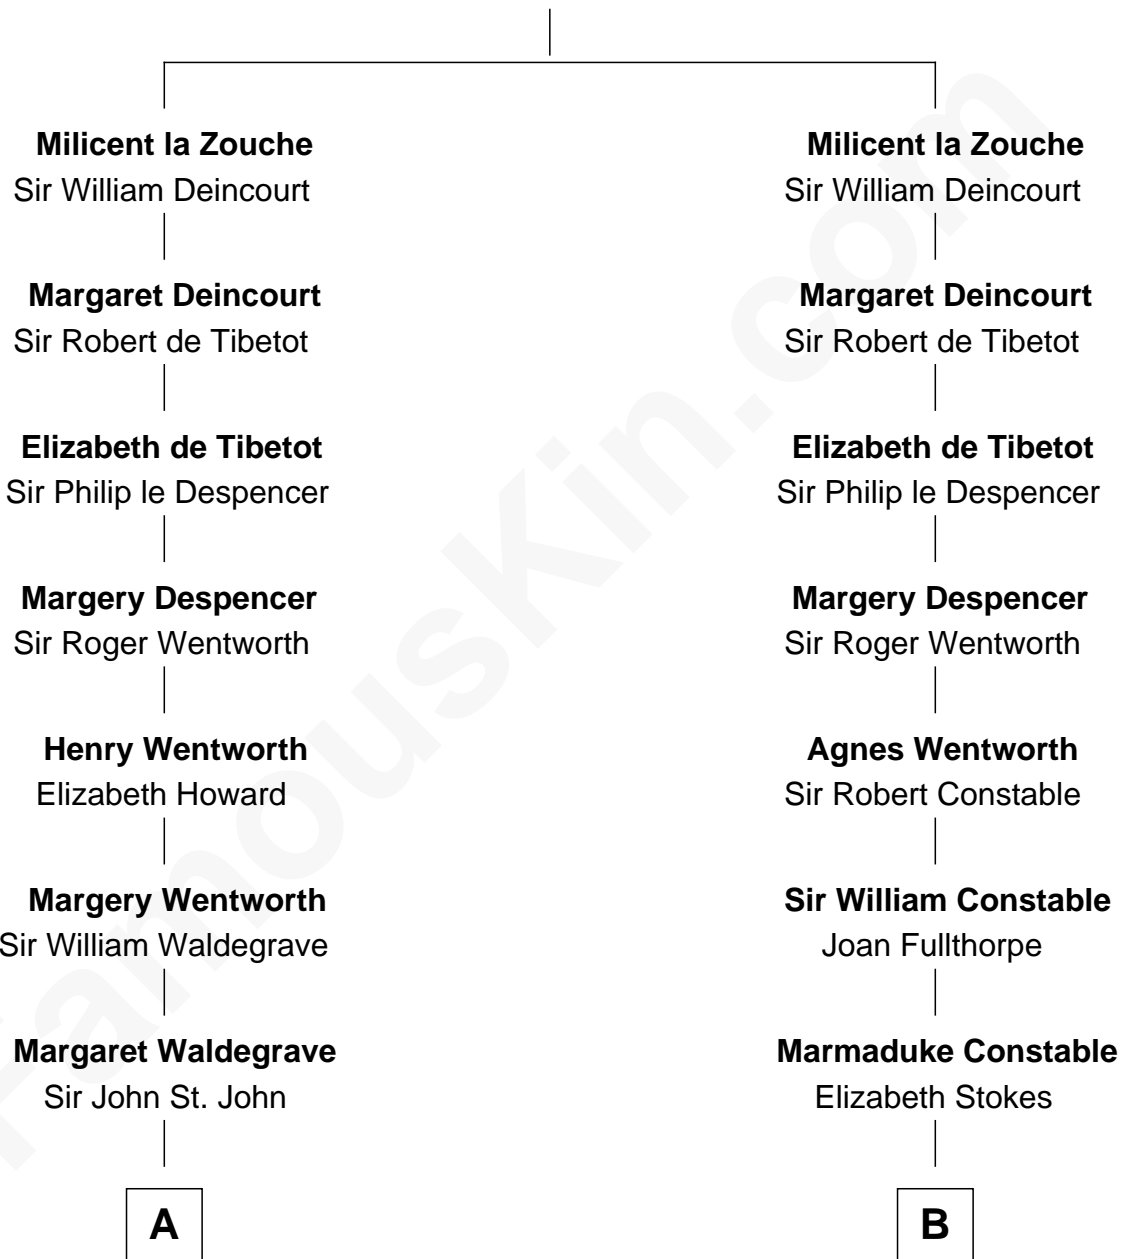 Milicent la Zouche
Sir William Deincourt
Margaret Deincourt
Sir Robert de Tibetot
Elizabeth de Tibetot
Sir Philip le Despencer
Margery Despencer
Sir Roger Wentworth
Henry Wentworth
Elizabeth Howard
Margery Wentworth
Sir William Waldegrave
Margaret Waldegrave
Sir John St. John
A
Milicent la Zouche
Sir William Deincourt
Margaret Deincourt
Sir Robert de Tibetot
Elizabeth de Tibetot
Sir Philip le Despencer
Margery Despencer
Sir Roger Wentworth
Agnes Wentworth
Sir Robert Constable
Sir William Constable
Joan Fullthorpe
Marmaduke Constable
Elizabeth Stokes
B
FamousKin.com